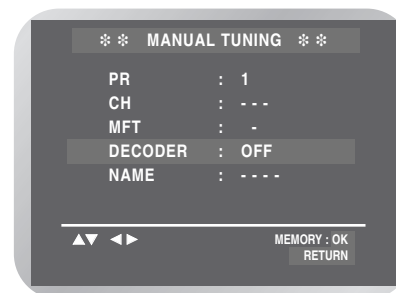 ❇ ❇ MANUAL TUNING ❇ ❇
PR : 1
CH : - - -
MFT : -
DECODER : OFF
NAME : - - - -
▲▼ ◀▶ MEMORY : OK
RETURN